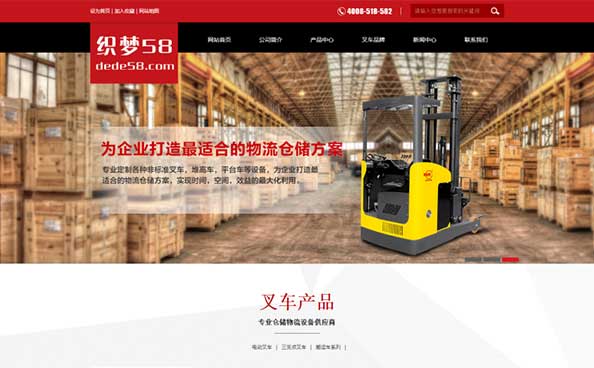 设为首页 | 加入收藏 | 网站地图
4008-518-582
请输入您想要搜索的关键词
织梦58
dede58.com
网站首页 公司简介 产品中心 叉车品牌 新闻中心 联系我们
为企业打造最适合的物流仓储方案
专业定制各种非标准叉车，堆高车，平台车等设备，为企业打造最
适合的物流仓储方案，实现时间，空间，效益的最大化利用。
叉车产品
专业仓储物流设备供应商
电动叉车 | 三支点叉车 | 搬运车系列 |